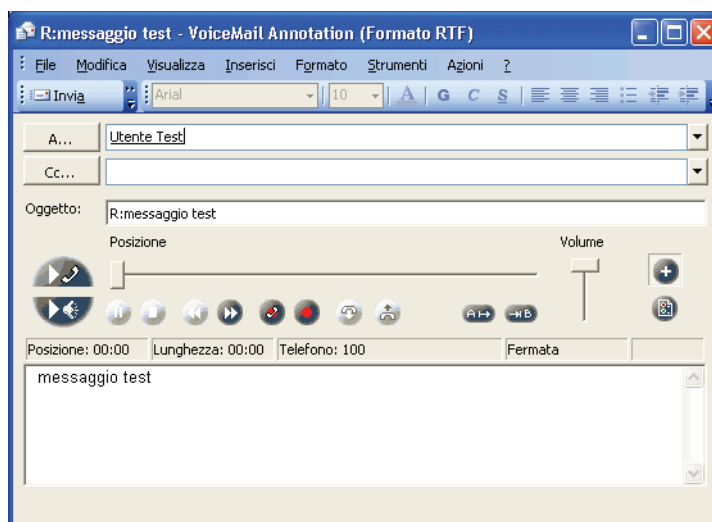 R:messaggio test - VoiceMail Annotation (Formato RTF)
File Modifica Visualizza Inserisci Formato Strumenti Azioni ?
Invia Arial 10 A G C S
A... Utente Test
Cc...
Oggetto: R:messaggio test
Posizione Volume
A B
Posizione: 00:00 Lunghezza: 00:00 Telefono: 100 Fermata
messaggio test